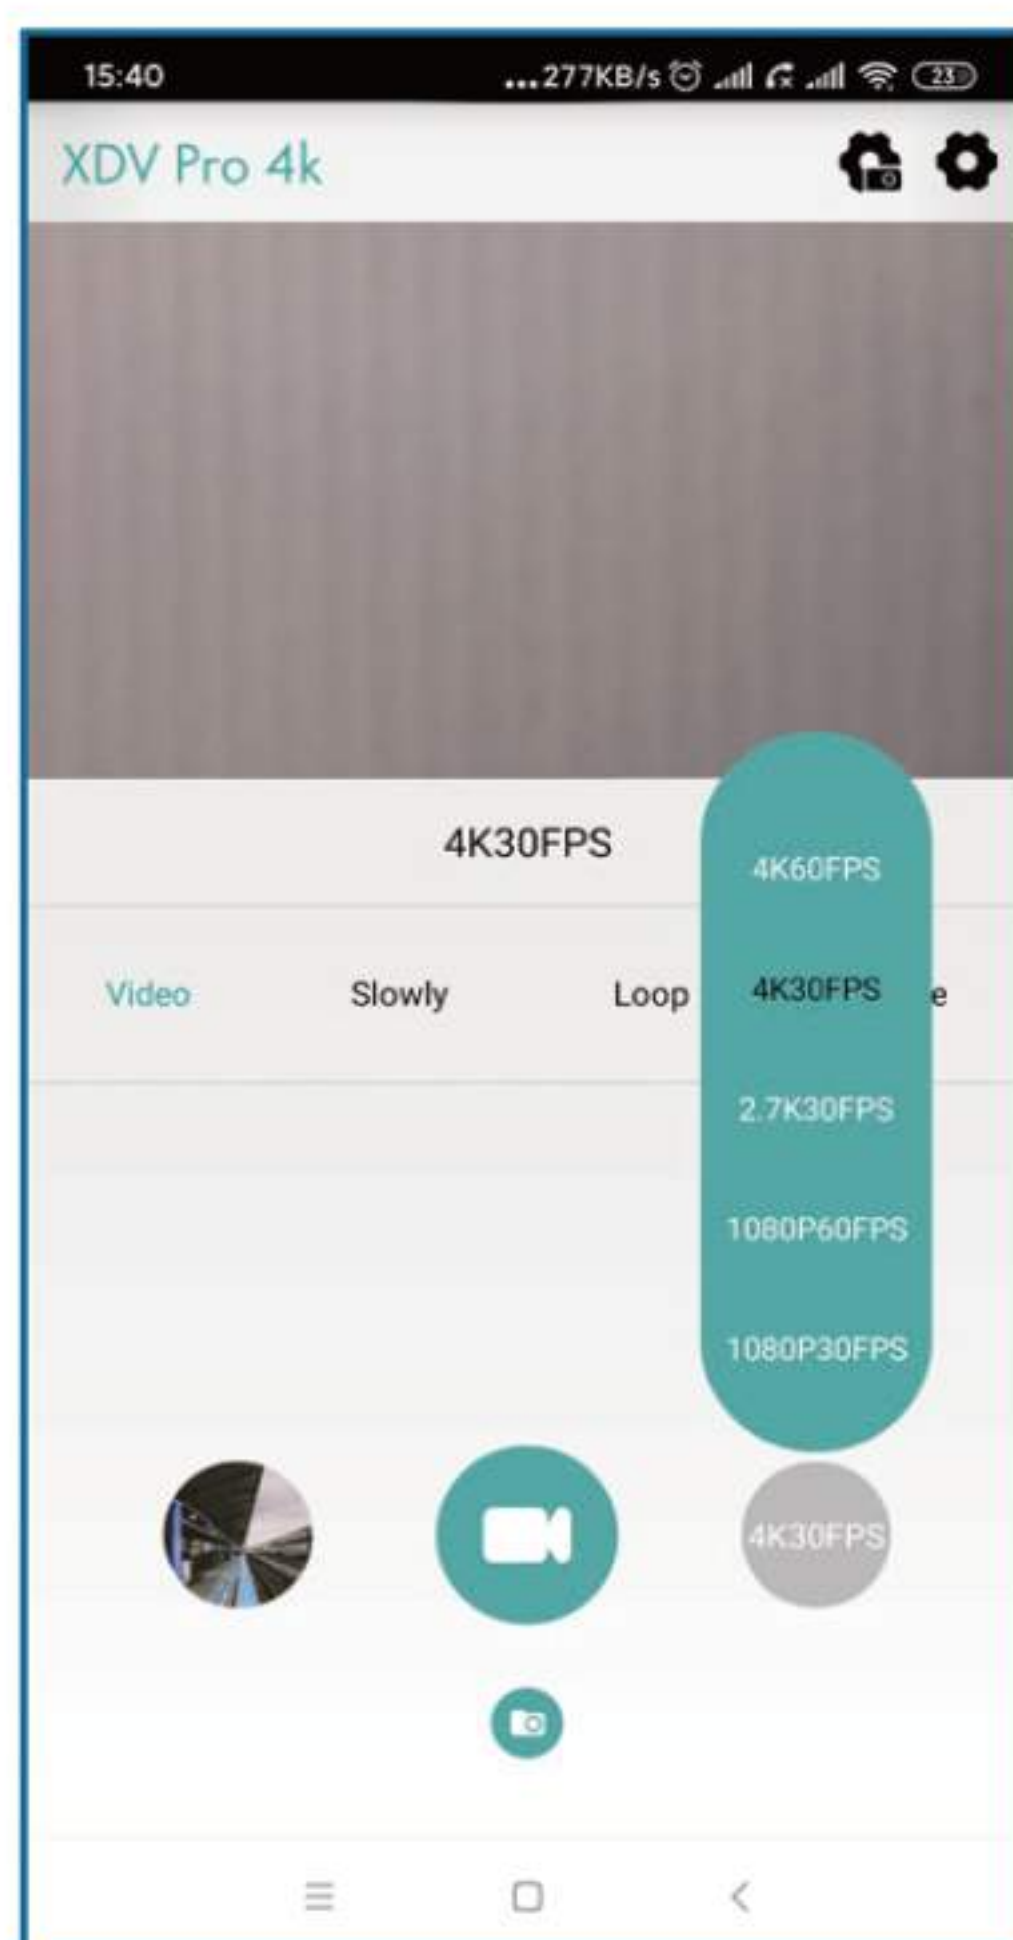 15:40 ...277KB/s 23
XDV Pro 4k
4K30FPS
4K60FPS
Video Slowly Loop 4K30FPS e
2.7K30FPS
1080P60FPS
1080P30FPS
4K30FPS